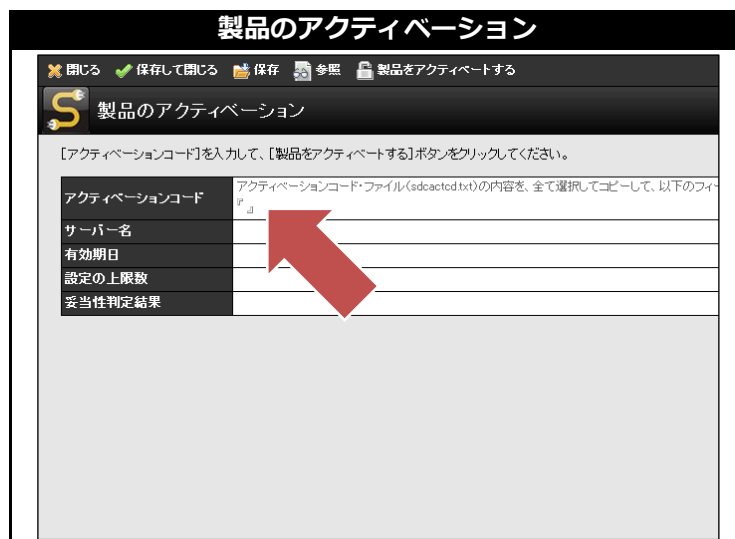 製品のアクティベーション
閉じる 保存して閉じる 保存 参照 製品をアクティベートする
製品のアクティベーション
［アクティベーションコード］を入力して、［製品をアクティベートする］ボタンをクリックしてください。
アクティベーションコード
アクティベーションコード・ファイル（sdcactcd.txt）の内容を、全て選択してコピーして、以下のフィー
『 』
サーバー名
有効期日
設定の上限数
妥当性判定結果